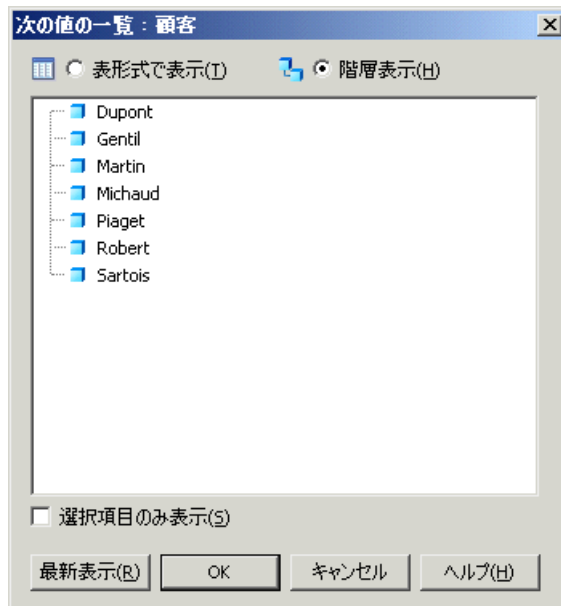 次の値の一覧：顧客
表形式で表示(T) 階層表示(H)
Dupont
Gentil
Martin
Michaud
Piaget
Robert
Sartois
選択項目のみ表示(S)
最新表示(R) OK キャンセル ヘルプ(H)